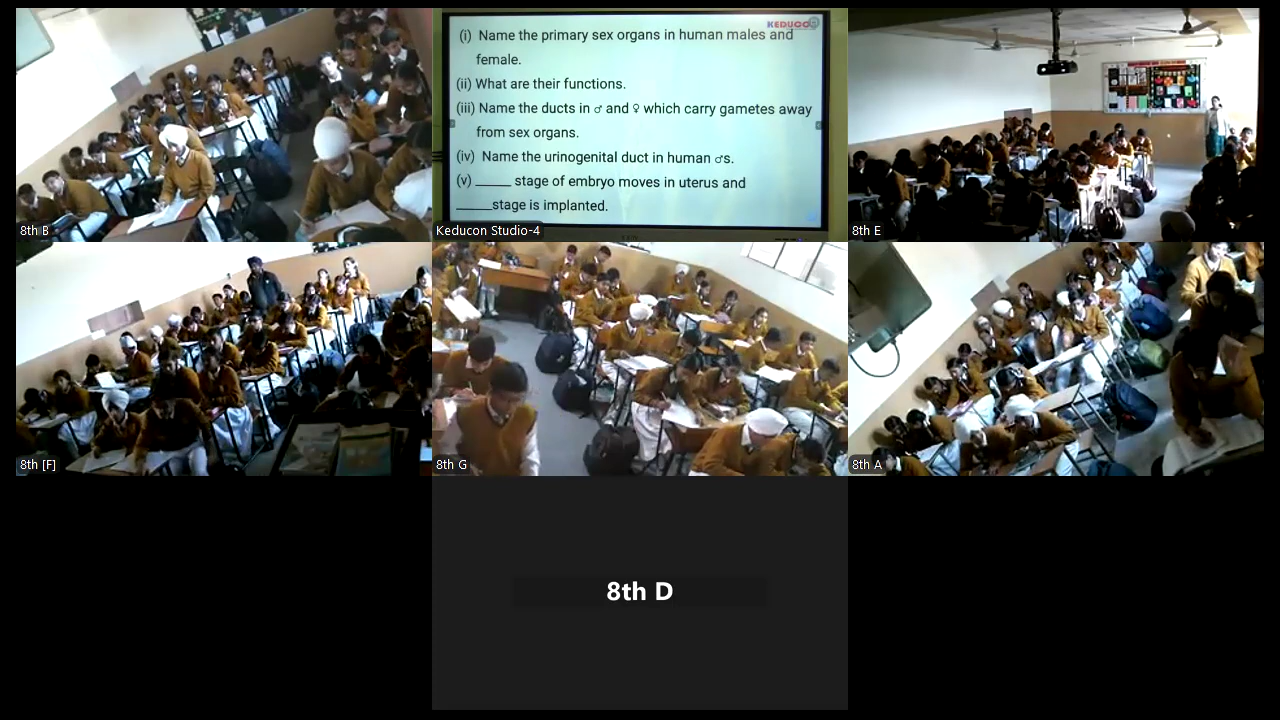 KEDUCON
(i) Name the primary sex organs in human males and
female.
(ii) What are their functions.
(iii) Name the ducts in ♂ and ♀ which carry gametes away
from sex organs.
(iv) Name the urinogenital duct in human ♂s.
(v) _____ stage of embryo moves in uterus and
_____stage is implanted.
8th B
Keducon Studio-4
8th E
8th [F]
8th G
8th A
8th D